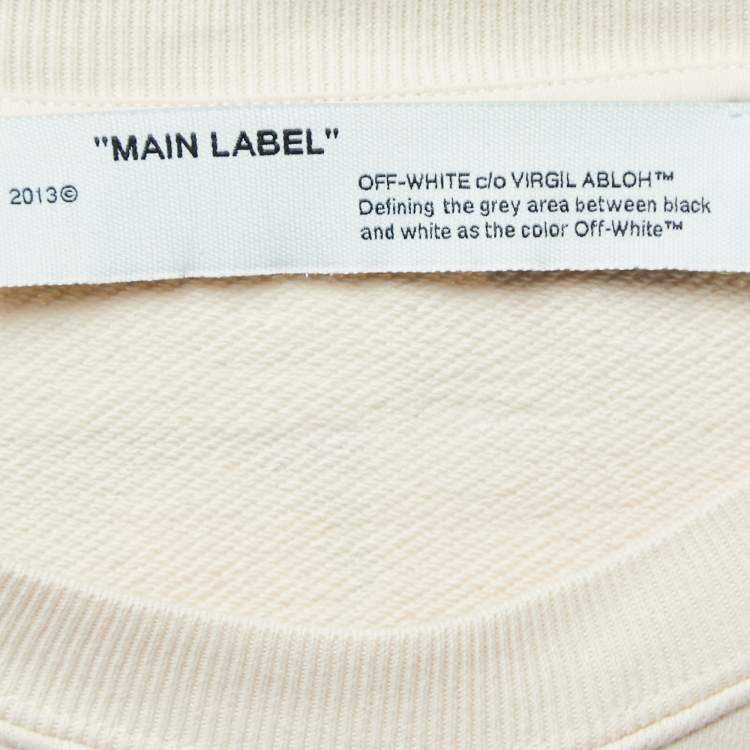 "MAIN LABEL"
2013©
OFF-WHITE c/o VIRGIL ABLOH™
Defining the grey area between black
and white as the color Off-White™